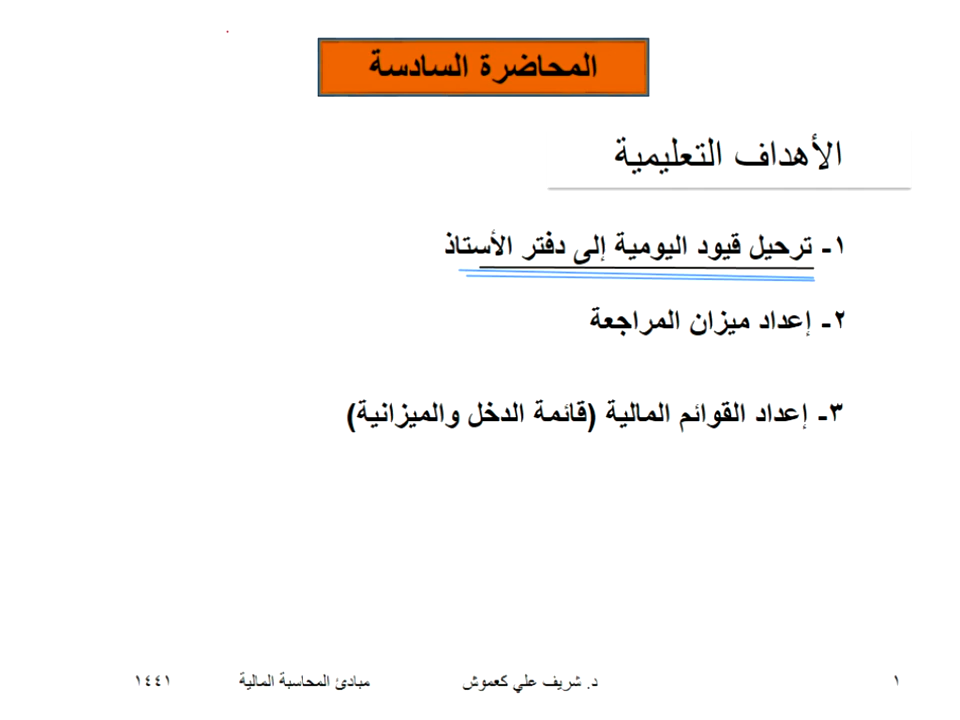 المحاضرة السادسة
الأهداف التعليمية
١- ترحيل قيود اليومية إلى دفتر الأستاذ
٢- إعداد ميزان المراجعة
٣- إعداد القوائم المالية (قائمة الدخل والميزانية)
١ د. شريف علي كعموش مبادئ المحاسبة المالية ١٤٤١